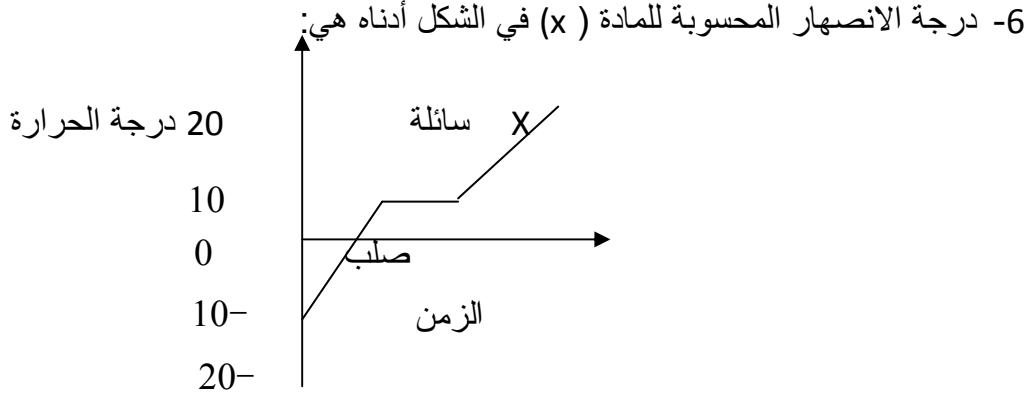 6- درجة الانصهار المحسوبة للمادة ( x) في الشكل أدناه هي:
20 درجة الحرارة
سائلة X
10
0
صلب
10−
الزمن
20−